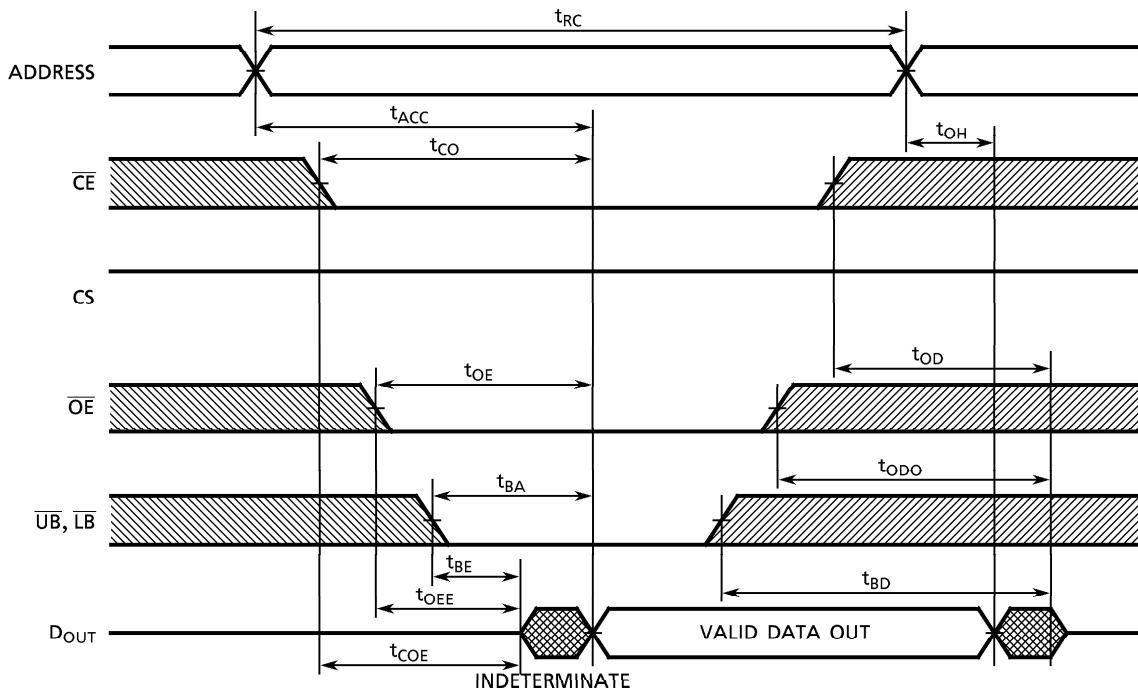 tRC
ADDRESS
tACC
tOH
tCO
CE
CS
tOD
tOE
OE
tODO
tBA
UB, LB
tBE
tBD
tOEE
DOUT
VALID DATA OUT
tCOE
INDETERMINATE